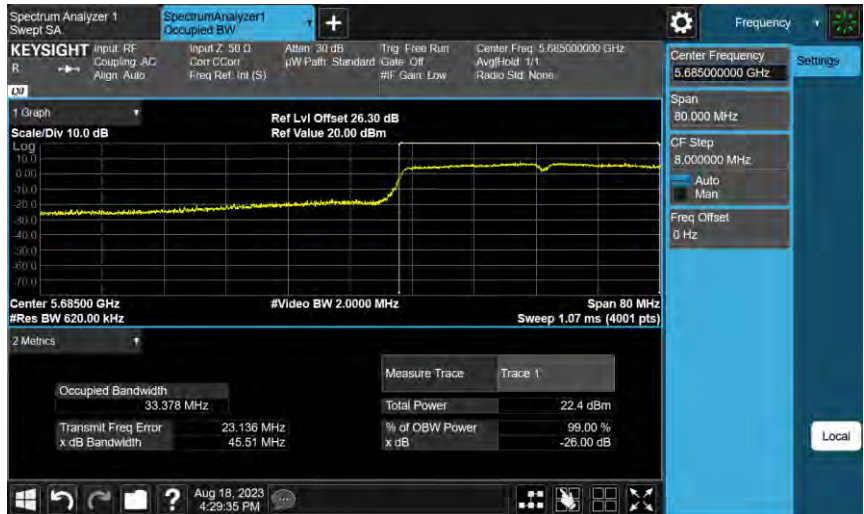 Spectrum Analyzer 1
Swept SA
SpectrumAnalyzer1
Occupied BW
+
Frequency
KEYSIGHT
R
LXI
Input: RF
Coupling: AC
Align: Auto
Input Z: 50 Ω
Corr CCorr
Freq Ref: Int (S)
Atten: 30 dB
µW Path: Standard
Trig: Free Run
Gate: Off
#IF Gain: Low
Center Freq: 5.685000000 GHz
Avg|Hold: 1/1
Radio Std: None
Center Frequency
5.685000000 GHz
Settings
Span
80.000 MHz
CF Step
8.000000 MHz
Auto
Man
Freq Offset
0 Hz
Local
1 Graph
Scale/Div 10.0 dB
Ref Lvl Offset 26.30 dB
Ref Value 20.00 dBm
Log
10.0
0.00
-10.0
-20.0
-30.0
-40.0
-50.0
-60.0
-70.0
Center 5.68500 GHz
#Video BW 2.0000 MHz
Span 80 MHz
#Res BW 620.00 kHz
Sweep 1.07 ms (4001 pts)
2 Metrics
Measure Trace
Trace 1
Occupied Bandwidth
33.378 MHz
Total Power
22.4 dBm
Transmit Freq Error
23.136 MHz
% of OBW Power
99.00 %
x dB Bandwidth
45.51 MHz
x dB
-26.00 dB
?
Aug 18, 2023
4:29:35 PM